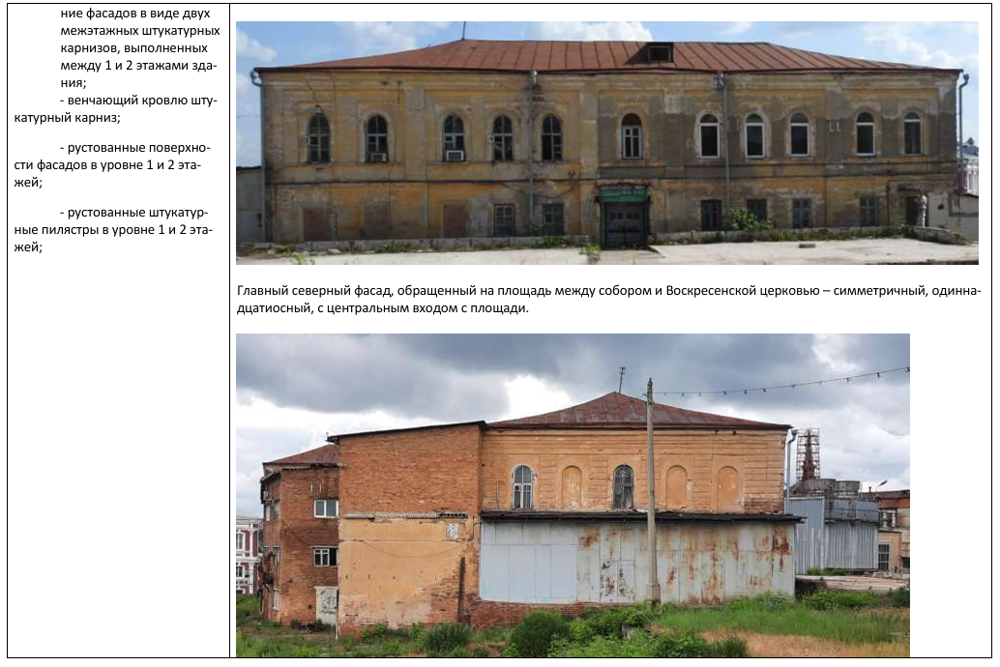 ние фасадов в виде двух
межэтажных штукатурных
карнизов, выполненных
между 1 и 2 этажами зда-
ния;
- венчающий кровлю шту-
катурный карниз;
- рустованные поверхно-
сти фасадов в уровне 1 и 2 эта-
жей;
- рустованные штукатур-
ные пилястры в уровне 1 и 2 эта-
жей;
Главный северный фасад, обращенный на площадь между собором и Воскресенской церковью – симметричный, одинна-
дцатиосный, с центральным входом с площади.